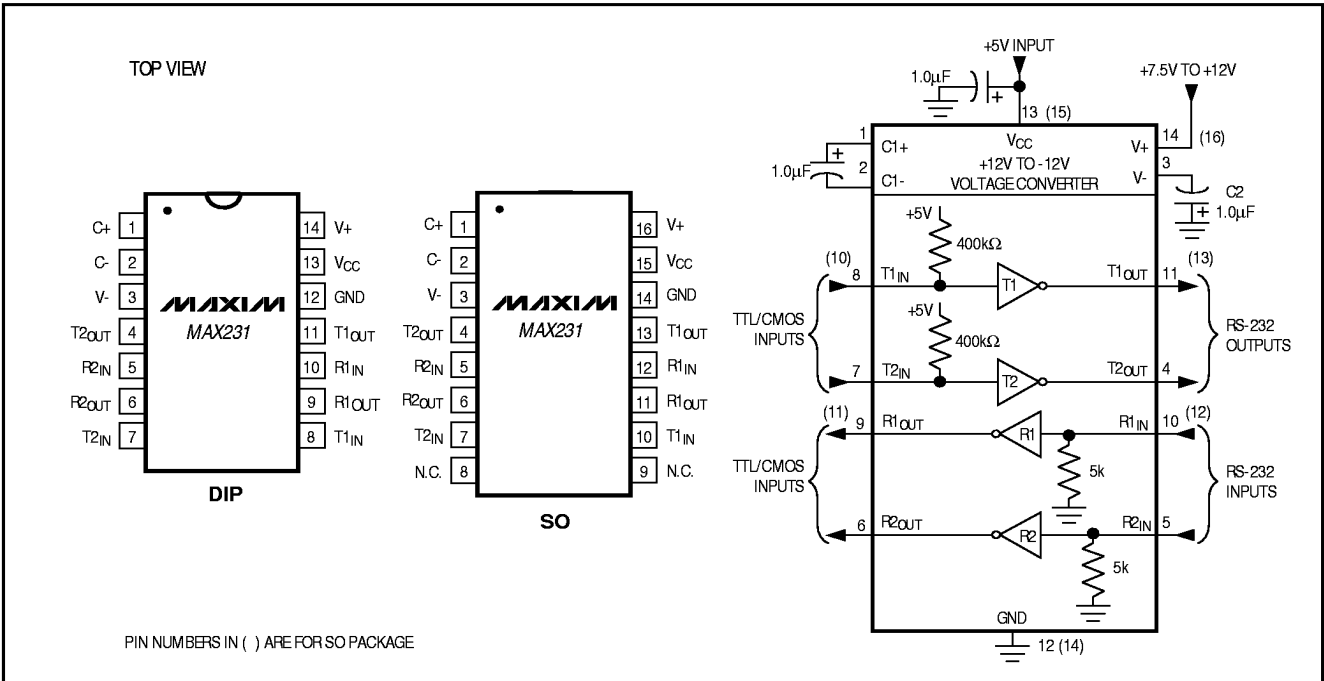 TOP VIEW
C+ 1
C- 2
V- 3
T2OUT 4
R2IN 5
R2OUT 6
T2IN 7
14 V+
13 VCC
12 GND
11 T1OUT
10 R1IN
9 R1OUT
8 T1IN
MAXIM
MAX231
DIP
C+ 1
C- 2
V- 3
T2OUT 4
R2IN 5
R2OUT 6
T2IN 7
N.C. 8
16 V+
15 VCC
14 GND
13 T1OUT
12 R1IN
11 R1OUT
10 T1IN
9 N.C.
MAXIM
MAX231
SO
PIN NUMBERS IN ( ) ARE FOR SO PACKAGE
+5V INPUT
1.0µF
+
+7.5V TO +12V
13 (15)
VCC
1
C1+
+
1.0µF
2
C1-
+12V TO -12V
VOLTAGE CONVERTER
14 (16)
V+
3
V-
C2
+ 1.0µF
+5V
400kΩ
(10)
8 T1IN
T1
T1OUT 11
(13)
+5V
400kΩ
TTL/CMOS
INPUTS
RS-232
OUTPUTS
7 T2IN
T2
T2OUT 4
(11)
9 R1OUT
R1
R1IN 10
(12)
5k
TTL/CMOS
INPUTS
RS-232
INPUTS
6 R2OUT
R2
R2IN 5
5k
GND
12 (14)